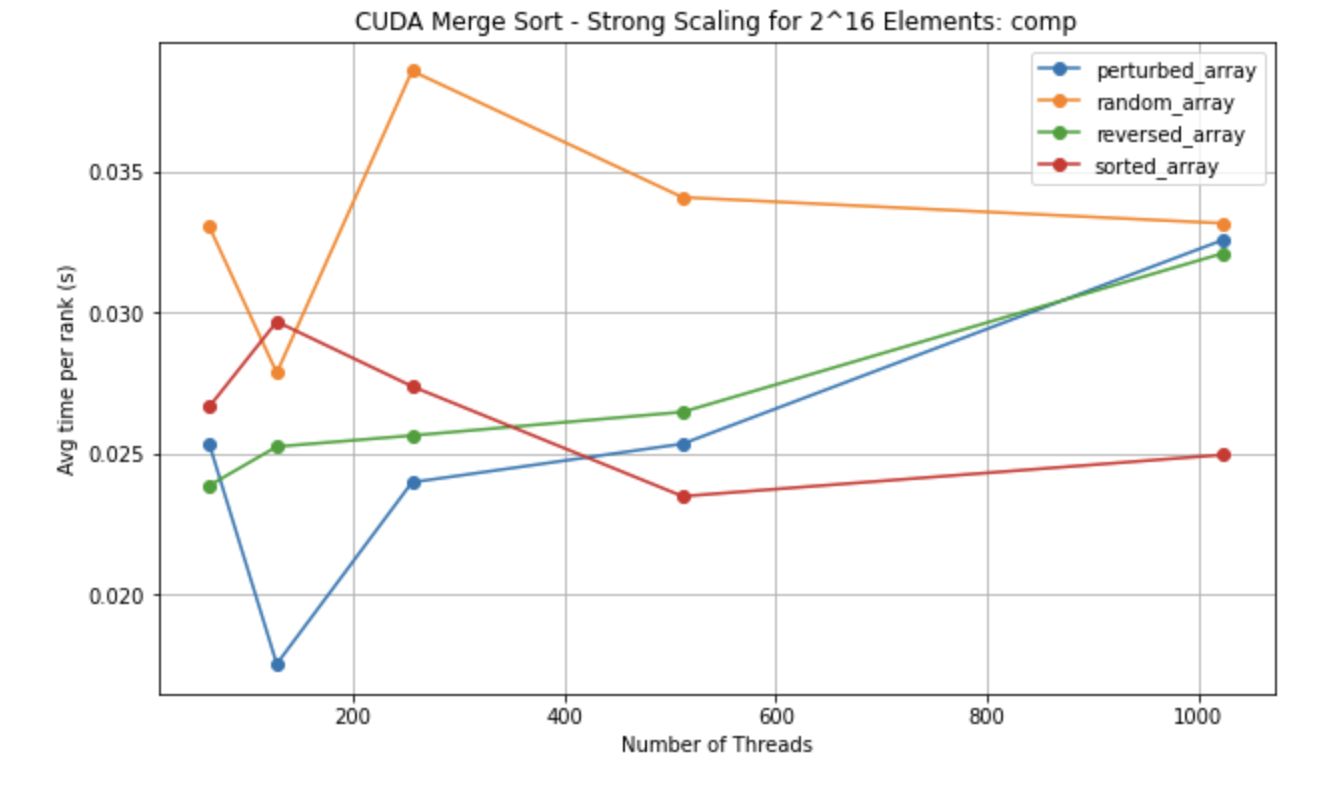 CUDA Merge Sort - Strong Scaling for 2^16 Elements: comp
perturbed_array
random_array
reversed_array
sorted_array
Avg time per rank (s)
0.035
0.030
0.025
0.020
200 400 600 800 1000
Number of Threads